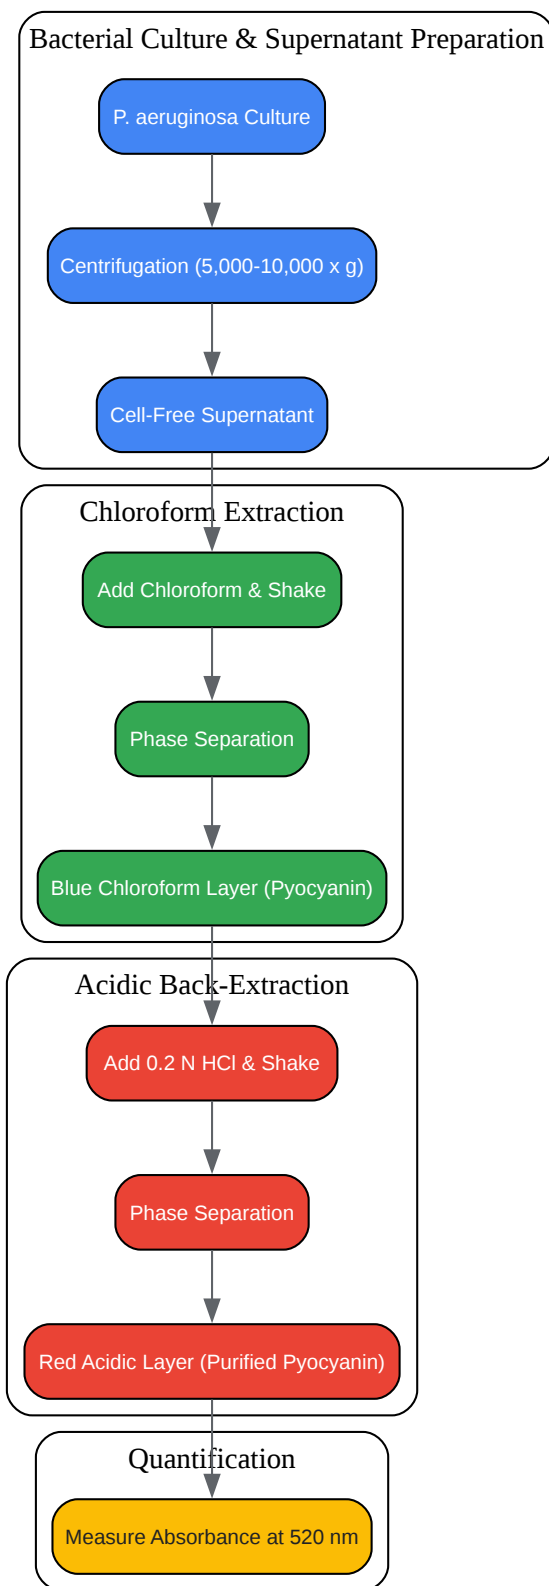 Bacterial Culture & Supernatant Preparation
P. aeruginosa Culture
Centrifugation (5,000-10,000 x g)
Cell-Free Supernatant
Chloroform Extraction
Add Chloroform & Shake
Phase Separation
Blue Chloroform Layer (Pyocyanin)
Acidic Back-Extraction
Add 0.2 N HCl & Shake
Phase Separation
Red Acidic Layer (Purified Pyocyanin)
Quantification
Measure Absorbance at 520 nm